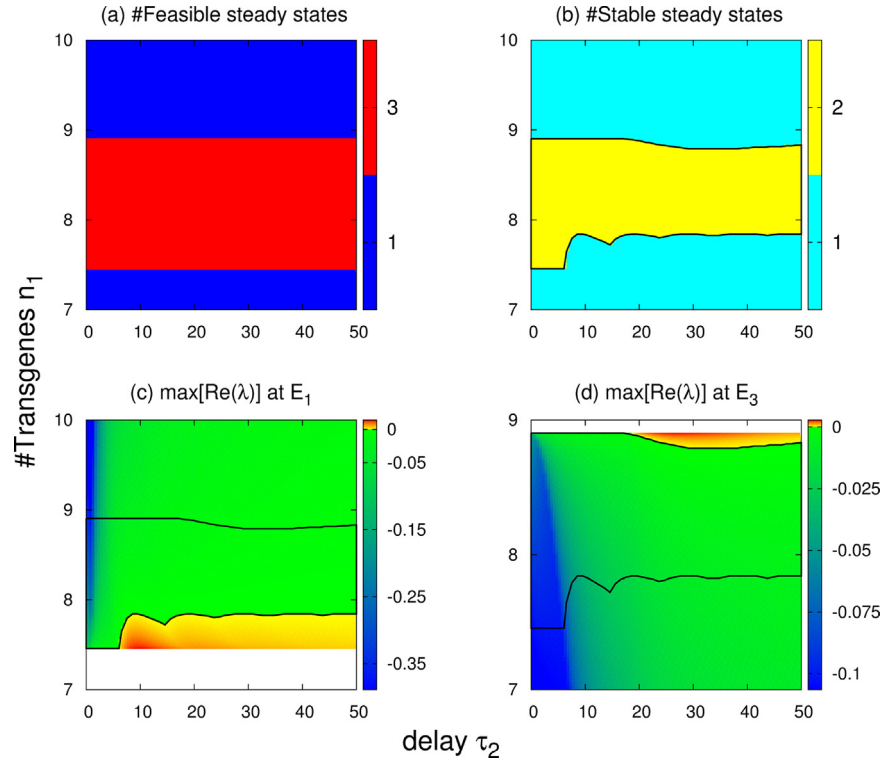 (a) #Feasible steady states
(b) #Stable steady states
10
9
8
7
0 10 20 30 40 50
3
1
10
9
8
7
0 10 20 30 40 50
2
1
#Transgenes n1
(c) max[Re(λ)] at E1
(d) max[Re(λ)] at E3
10
9
8
7
0 10 20 30 40 50
0
-0.05
-0.15
-0.25
-0.35
9
8
7
0 10 20 30 40 50
0
-0.025
-0.05
-0.075
-0.1
delay τ2